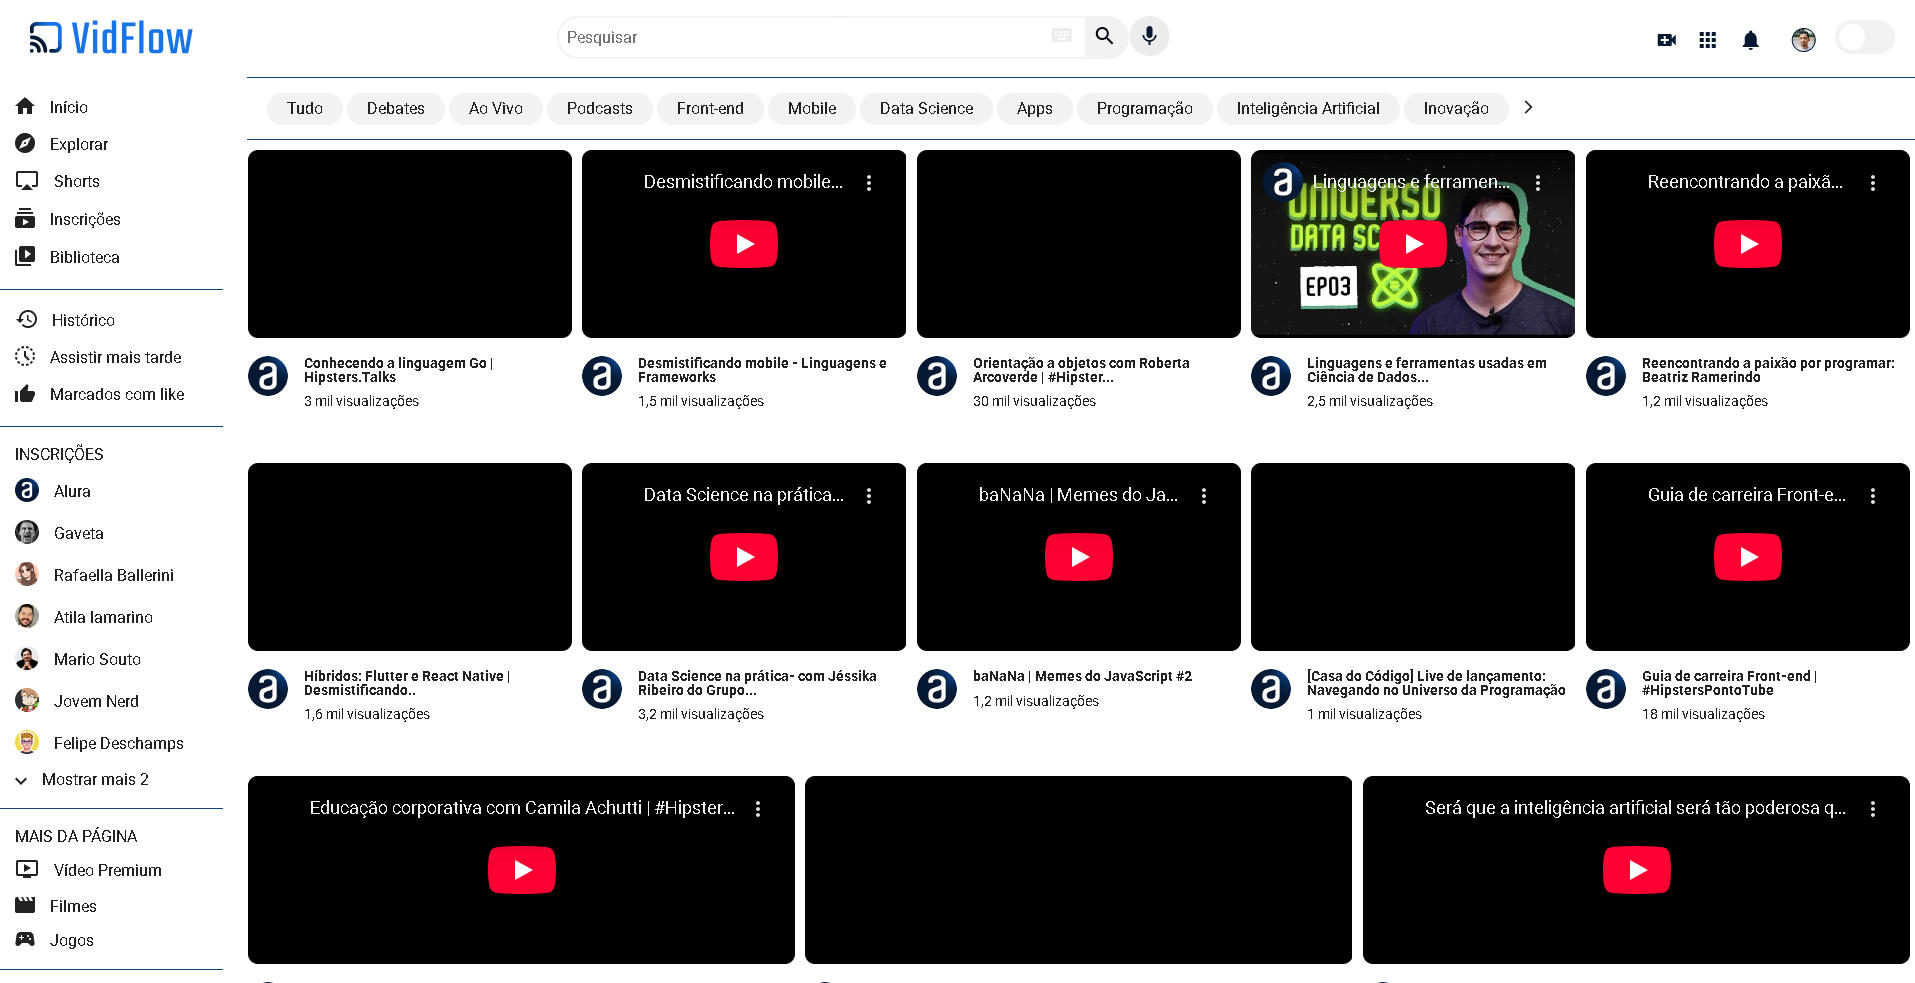 VidFlow
Pesquisar
Início
Explorar
Shorts
Inscrições
Biblioteca
Histórico
Assistir mais tarde
Marcados com like
INSCRIÇÕES
Alura
Gaveta
Rafaella Ballerini
Atila Iamarino
Mario Souto
Jovem Nerd
Felipe Deschamps
Mostrar mais 2
MAIS DA PÁGINA
Vídeo Premium
Filmes
Jogos
Tudo Debates Ao Vivo Podcasts Front-end Mobile Data Science Apps Programação Inteligência Artificial Inovação
Conhecendo a linguagem Go |
Hipsters.Talks
3 mil visualizações
Desmistificando mobile...
Desmistificando mobile - Linguagens e
Frameworks
1,5 mil visualizações
Orientação a objetos com Roberta
Arcoverde | #Hipster...
30 mil visualizações
a Linguagens e ferramen...
UNIVERSO
DATA SC
EP03
Linguagens e ferramentas usadas em
Ciência de Dados...
2,5 mil visualizações
Reencontrando a paixã...
Reencontrando a paixão por programar:
Beatriz Ramerindo
1,2 mil visualizações
Híbridos: Flutter e React Native |
Desmistificando..
1,6 mil visualizações
Data Science na prática...
Data Science na prática- com Jéssika
Ribeiro do Grupo...
3,2 mil visualizações
baNaNa | Memes do Ja...
baNaNa | Memes do JavaScript #2
1,2 mil visualizações
[Casa do Código] Live de lançamento:
Navegando no Universo da Programação
1 mil visualizações
Guia de carreira Front-e...
Guia de carreira Front-end |
#HipstersPontoTube
18 mil visualizações
Educação corporativa com Camila Achutti | #Hipster...
Será que a inteligência artificial será tão poderosa q...